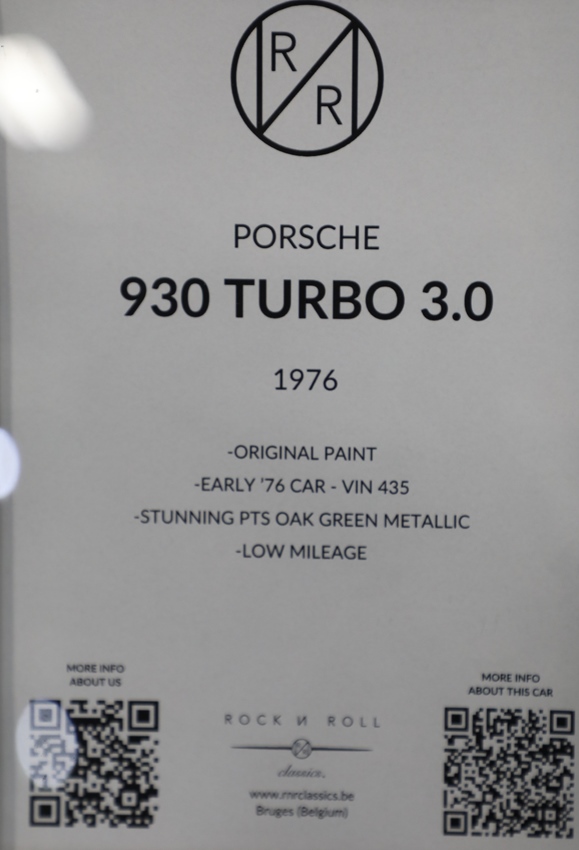 R
R
PORSCHE
930 TURBO 3.0
1976
-ORIGINAL PAINT
-EARLY '76 CAR - VIN 435
-STUNNING PTS OAK GREEN METALLIC
-LOW MILEAGE
MORE INFO
ABOUT US
MORE INFO
ABOUT THIS CAR
ROCK И ROLL
classics.
www.rnrclassics.be
Bruges (Belgium)